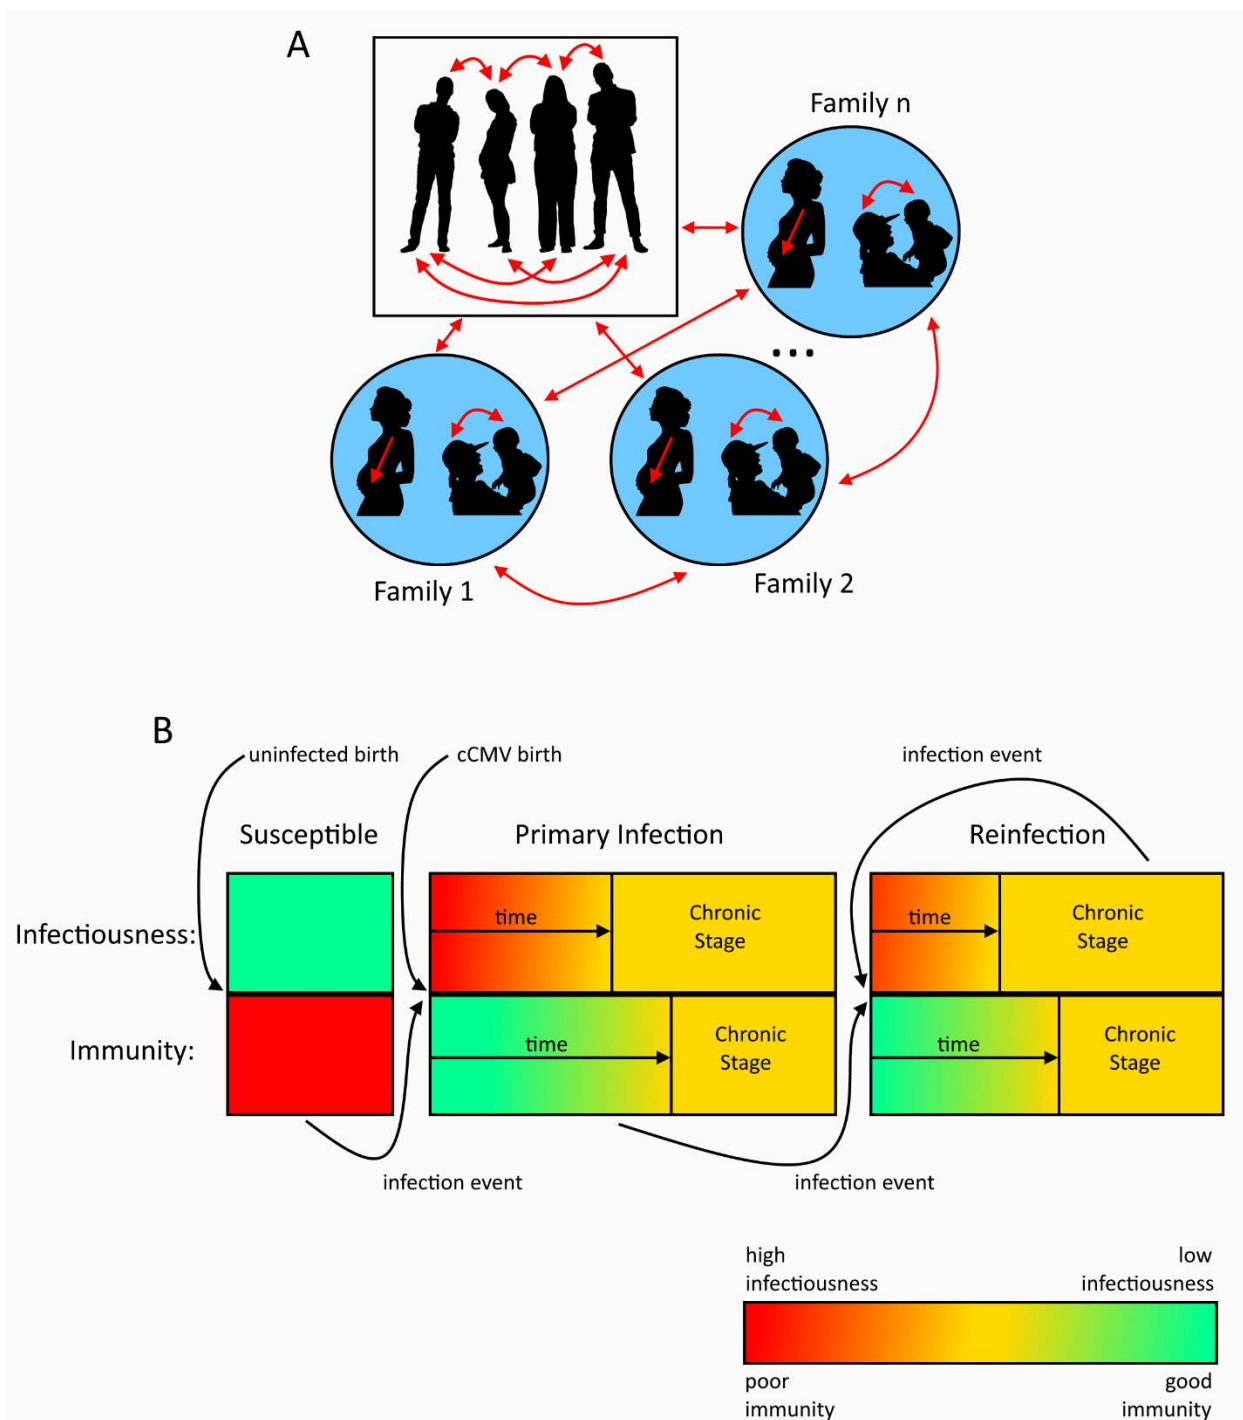 A
Family n
...
Family 1
Family 2
B
uninfected birth
cCMV birth
infection event
Susceptible
Primary Infection
Reinfection
Infectiousness:
time
Chronic
Stage
time
Chronic
Stage
Immunity:
time
Chronic
Stage
time
Chronic
Stage
infection event
infection event
high
infectiousness
low
infectiousness
poor
immunity
good
immunity